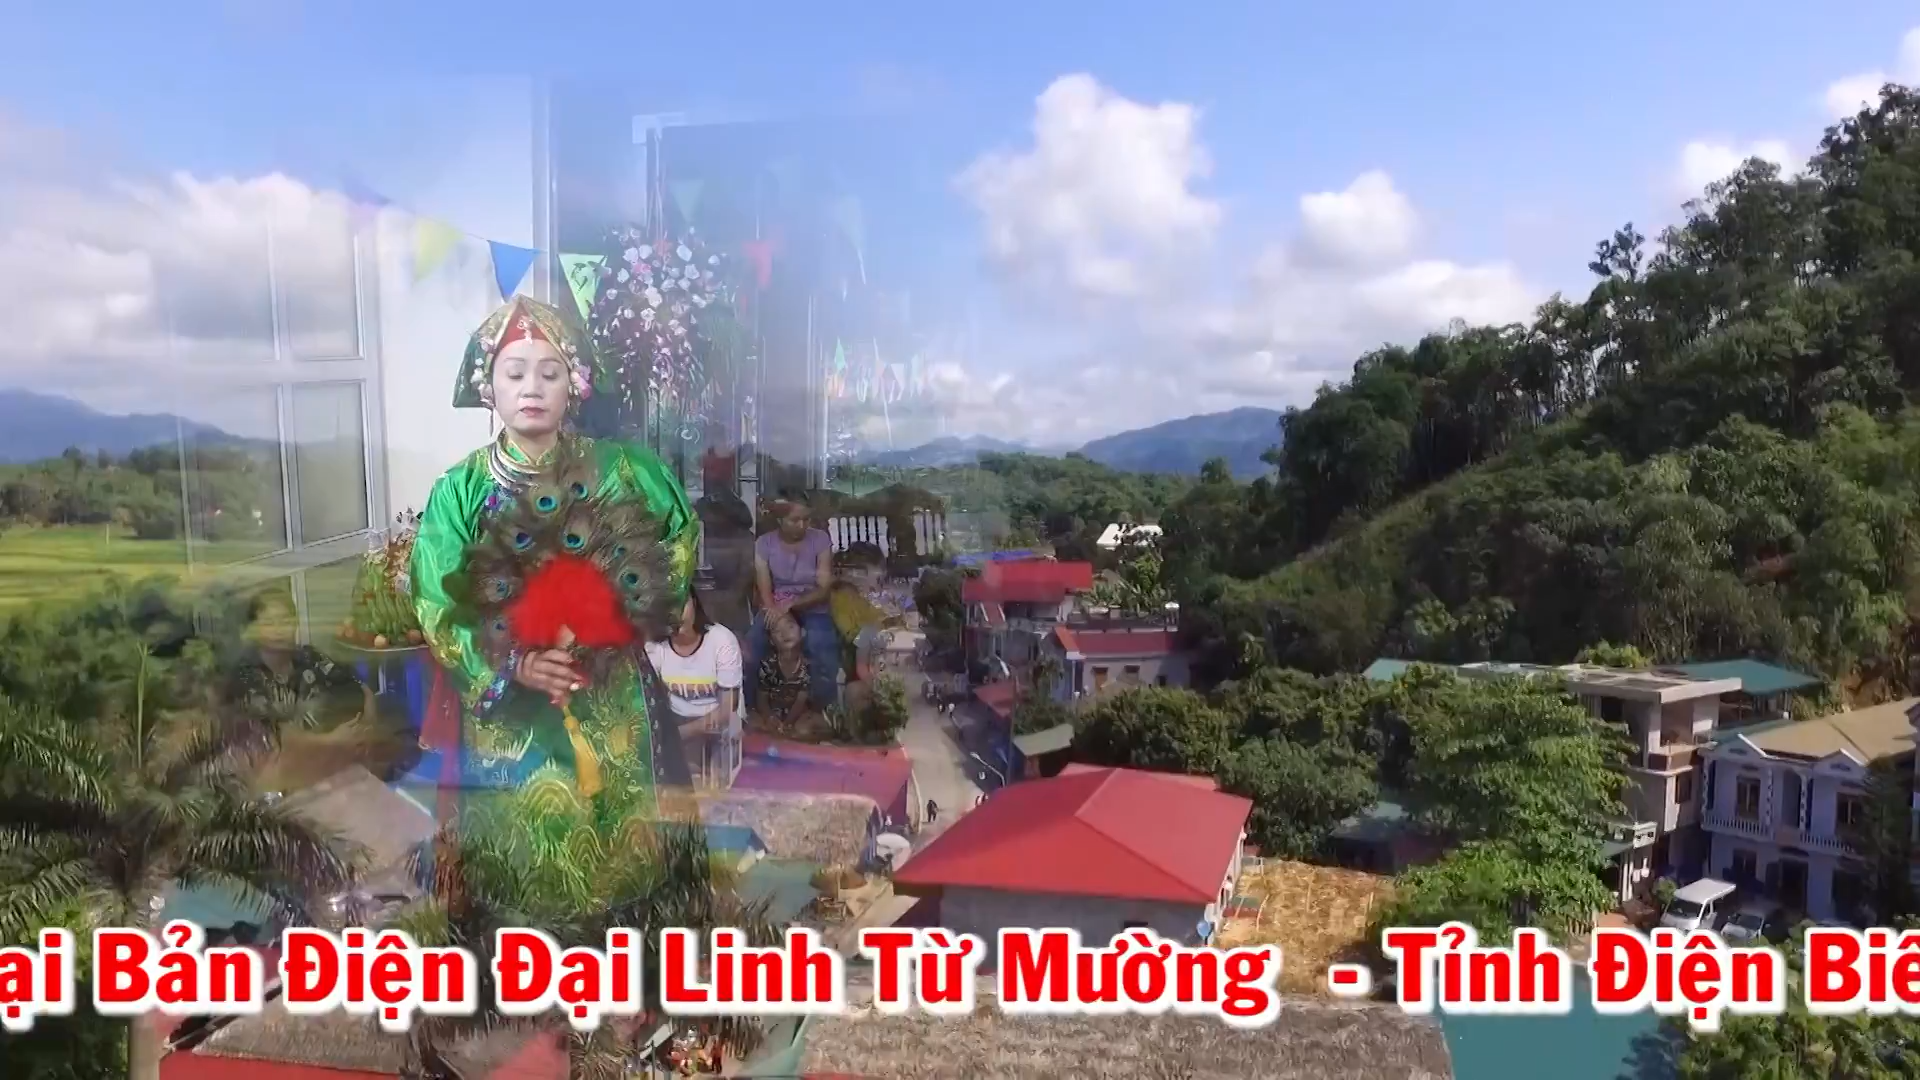 ại Bản Điện Đại Linh Từ Mường - Tỉnh Điện Biê